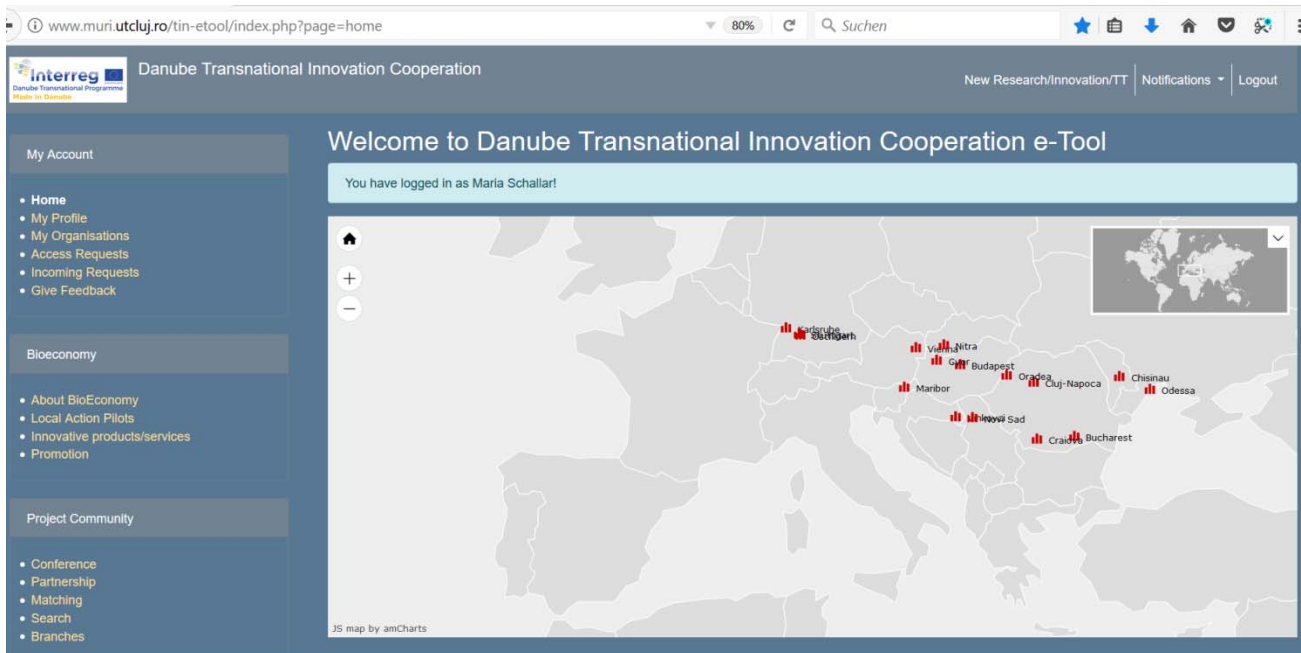 www.muri.utcluj.ro/tin-etool/index.php?page=home
80%
Suchen
Interreg
Danube Transnational Programme
Made in Danube
Danube Transnational Innovation Cooperation
New Research/Innovation/TT
Notifications
Logout
My Account
Home
My Profile
My Organisations
Access Requests
Incoming Requests
Give Feedback
Bioeconomy
About BioEconomy
Local Action Pilots
Innovative products/services
Promotion
Project Community
Conference
Partnership
Matching
Search
Branches
Welcome to Danube Transnational Innovation Cooperation e-Tool
You have logged in as Maria Schallar!
Karlsruhe
Vienna
Nitra
Gyor
Budapest
Oradea
Cluj-Napoca
Chisinau
Odessa
Maribor
Novi Sad
Craiova
Bucharest
JS map by amCharts